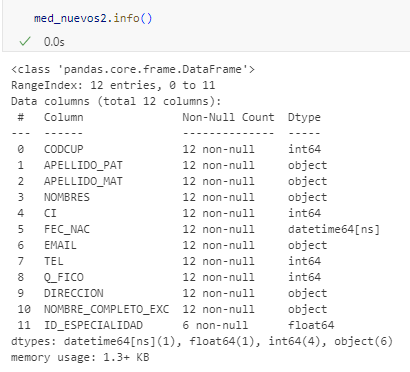 med_nuevos2.info()
✓ 0.0s
<class 'pandas.core.frame.DataFrame'>
RangeIndex: 12 entries, 0 to 11
Data columns (total 12 columns):
 #   Column              Non-Null Count  Dtype
---  ------              --------------  -----
 0   CODCUP              12 non-null     int64
 1   APELLIDO_PAT        12 non-null     object
 2   APELLIDO_MAT        12 non-null     object
 3   NOMBRES             12 non-null     object
 4   CI                  12 non-null     int64
 5   FEC_NAC             12 non-null     datetime64[ns]
 6   EMAIL               12 non-null     object
 7   TEL                 12 non-null     int64
 8   Q_FICO              12 non-null     int64
 9   DIRECCION           12 non-null     object
 10  NOMBRE_COMPLETO_EXC 12 non-null     object
 11  ID_ESPECIALIDAD     6 non-null      float64
dtypes: datetime64[ns](1), float64(1), int64(4), object(6)
memory usage: 1.3+ KB